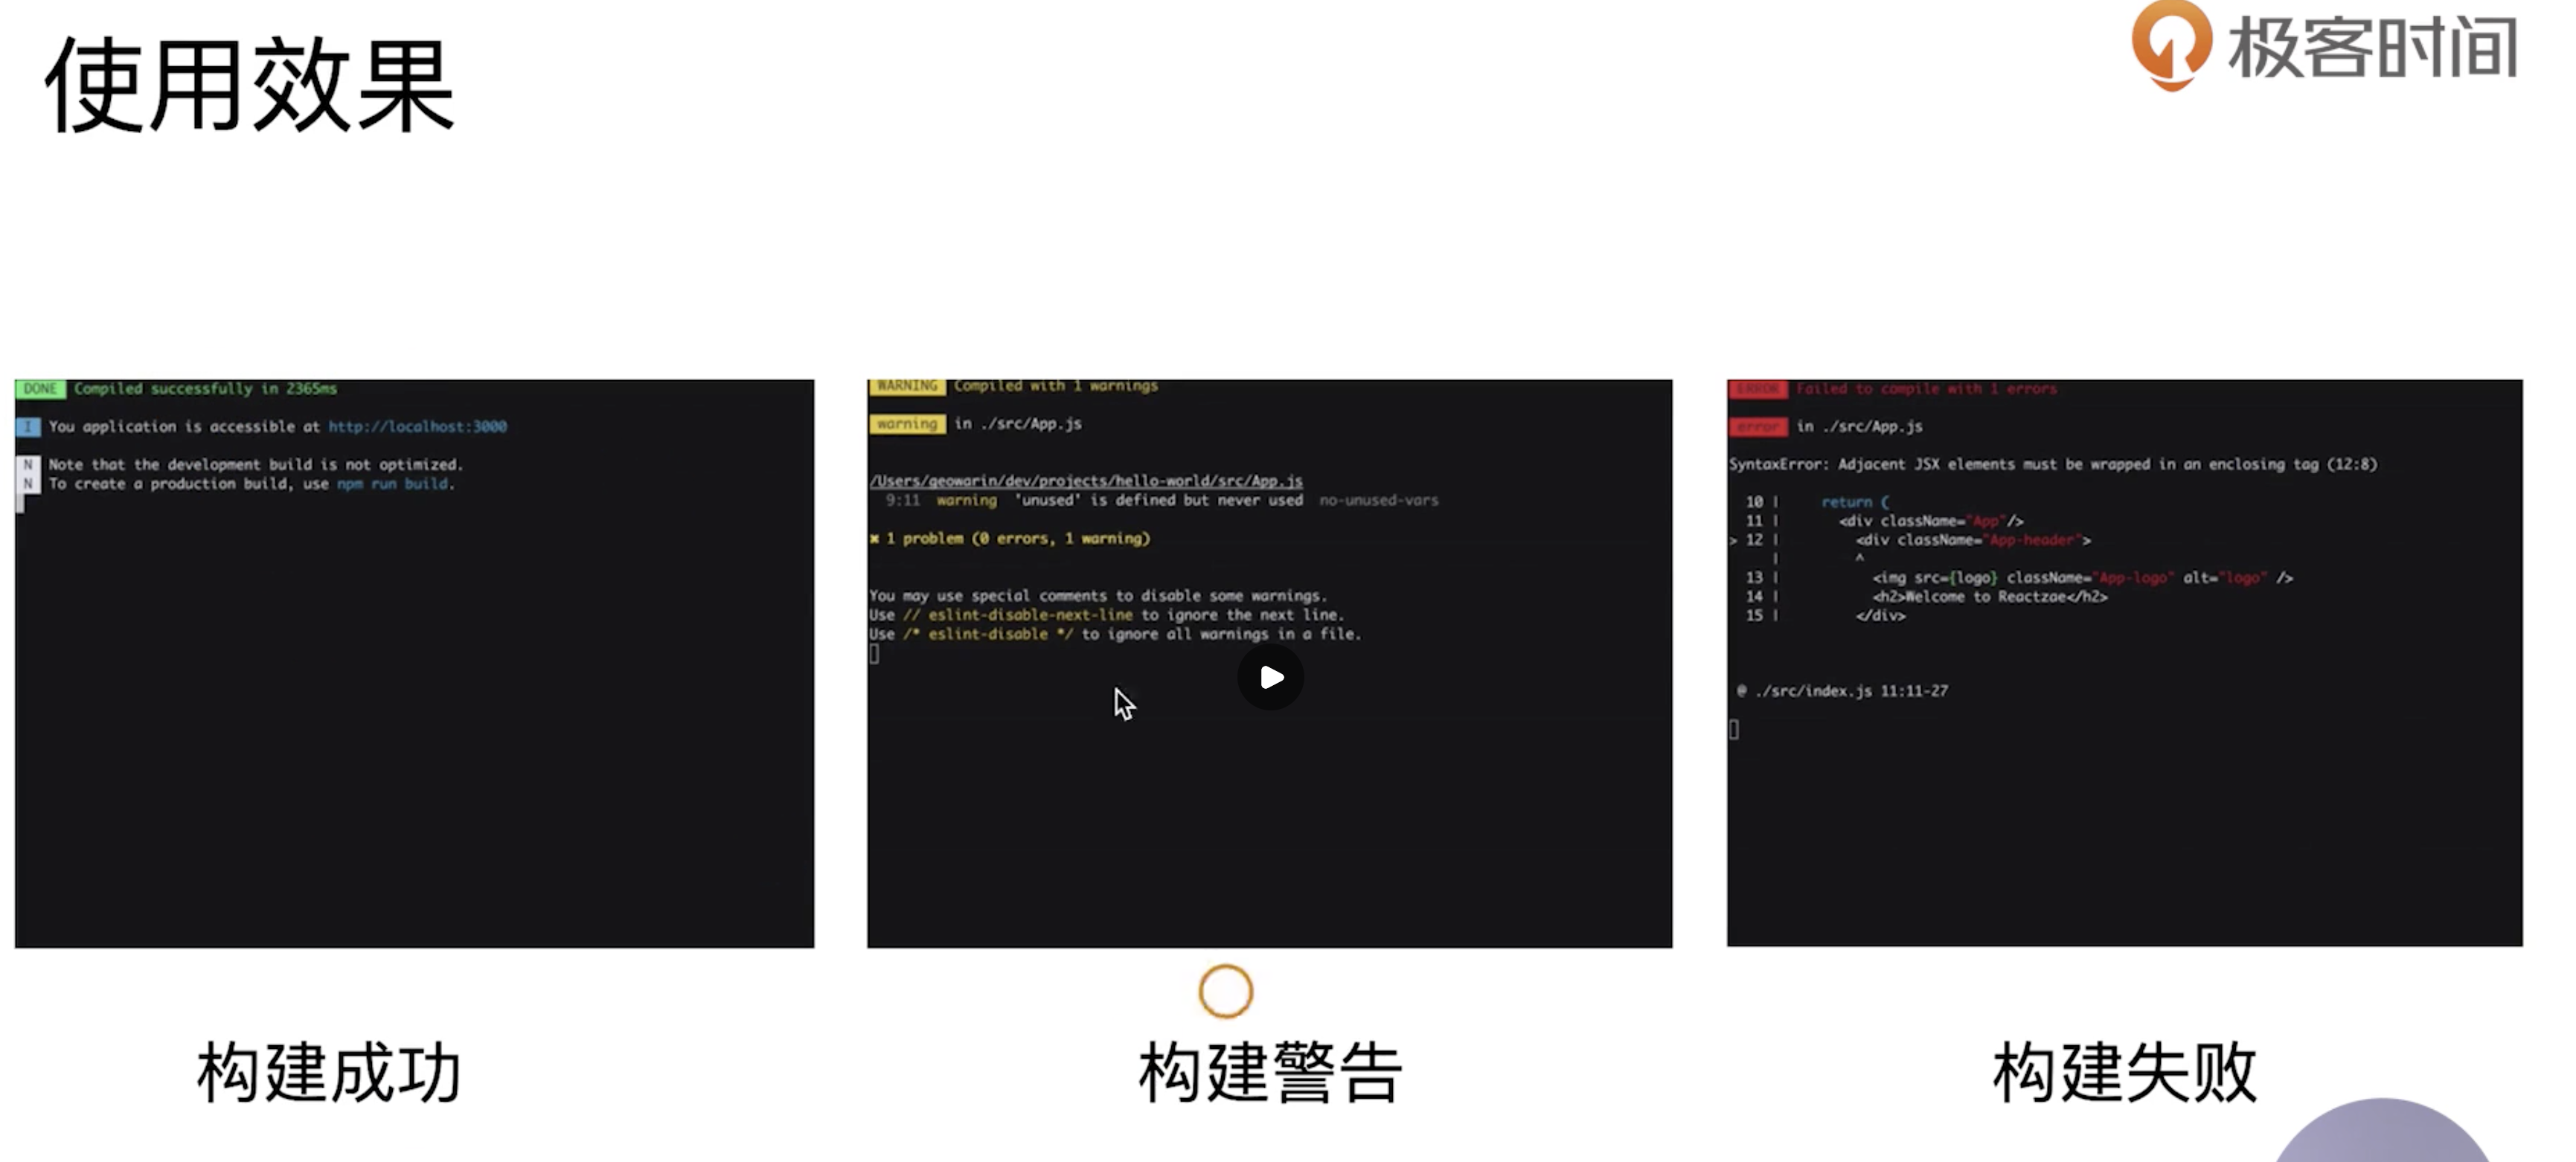 使用效果
极客时间
DONE Compiled successfully in 2365ms
I You application is accessible at http://localhost:3000
N Note that the development build is not optimized.
N To create a production build, use npm run build.
WARNING Compiled with 1 warnings
warning in ./src/App.js
/Users/geowarin/dev/projects/hello-world/src/App.js
9:11 warning 'unused' is defined but never used no-unused-vars
✖ 1 problem (0 errors, 1 warning)
You may use special comments to disable some warnings.
Use // eslint-disable-next-line to ignore the next line.
Use /* eslint-disable */ to ignore all warnings in a file.
ERROR Failed to compile with 1 errors
error in ./src/App.js
SyntaxError: Adjacent JSX elements must be wrapped in an enclosing tag (12:8)
10 | return (
11 | <div className="App"/>
> 12 | <div className="App-header">
| ^
13 | <img src={logo} className="App-logo" alt="logo" />
14 | <h2>Welcome to Reactzae</h2>
15 | </div>
@ ./src/index.js 11:11-27
构建成功
构建警告
构建失败